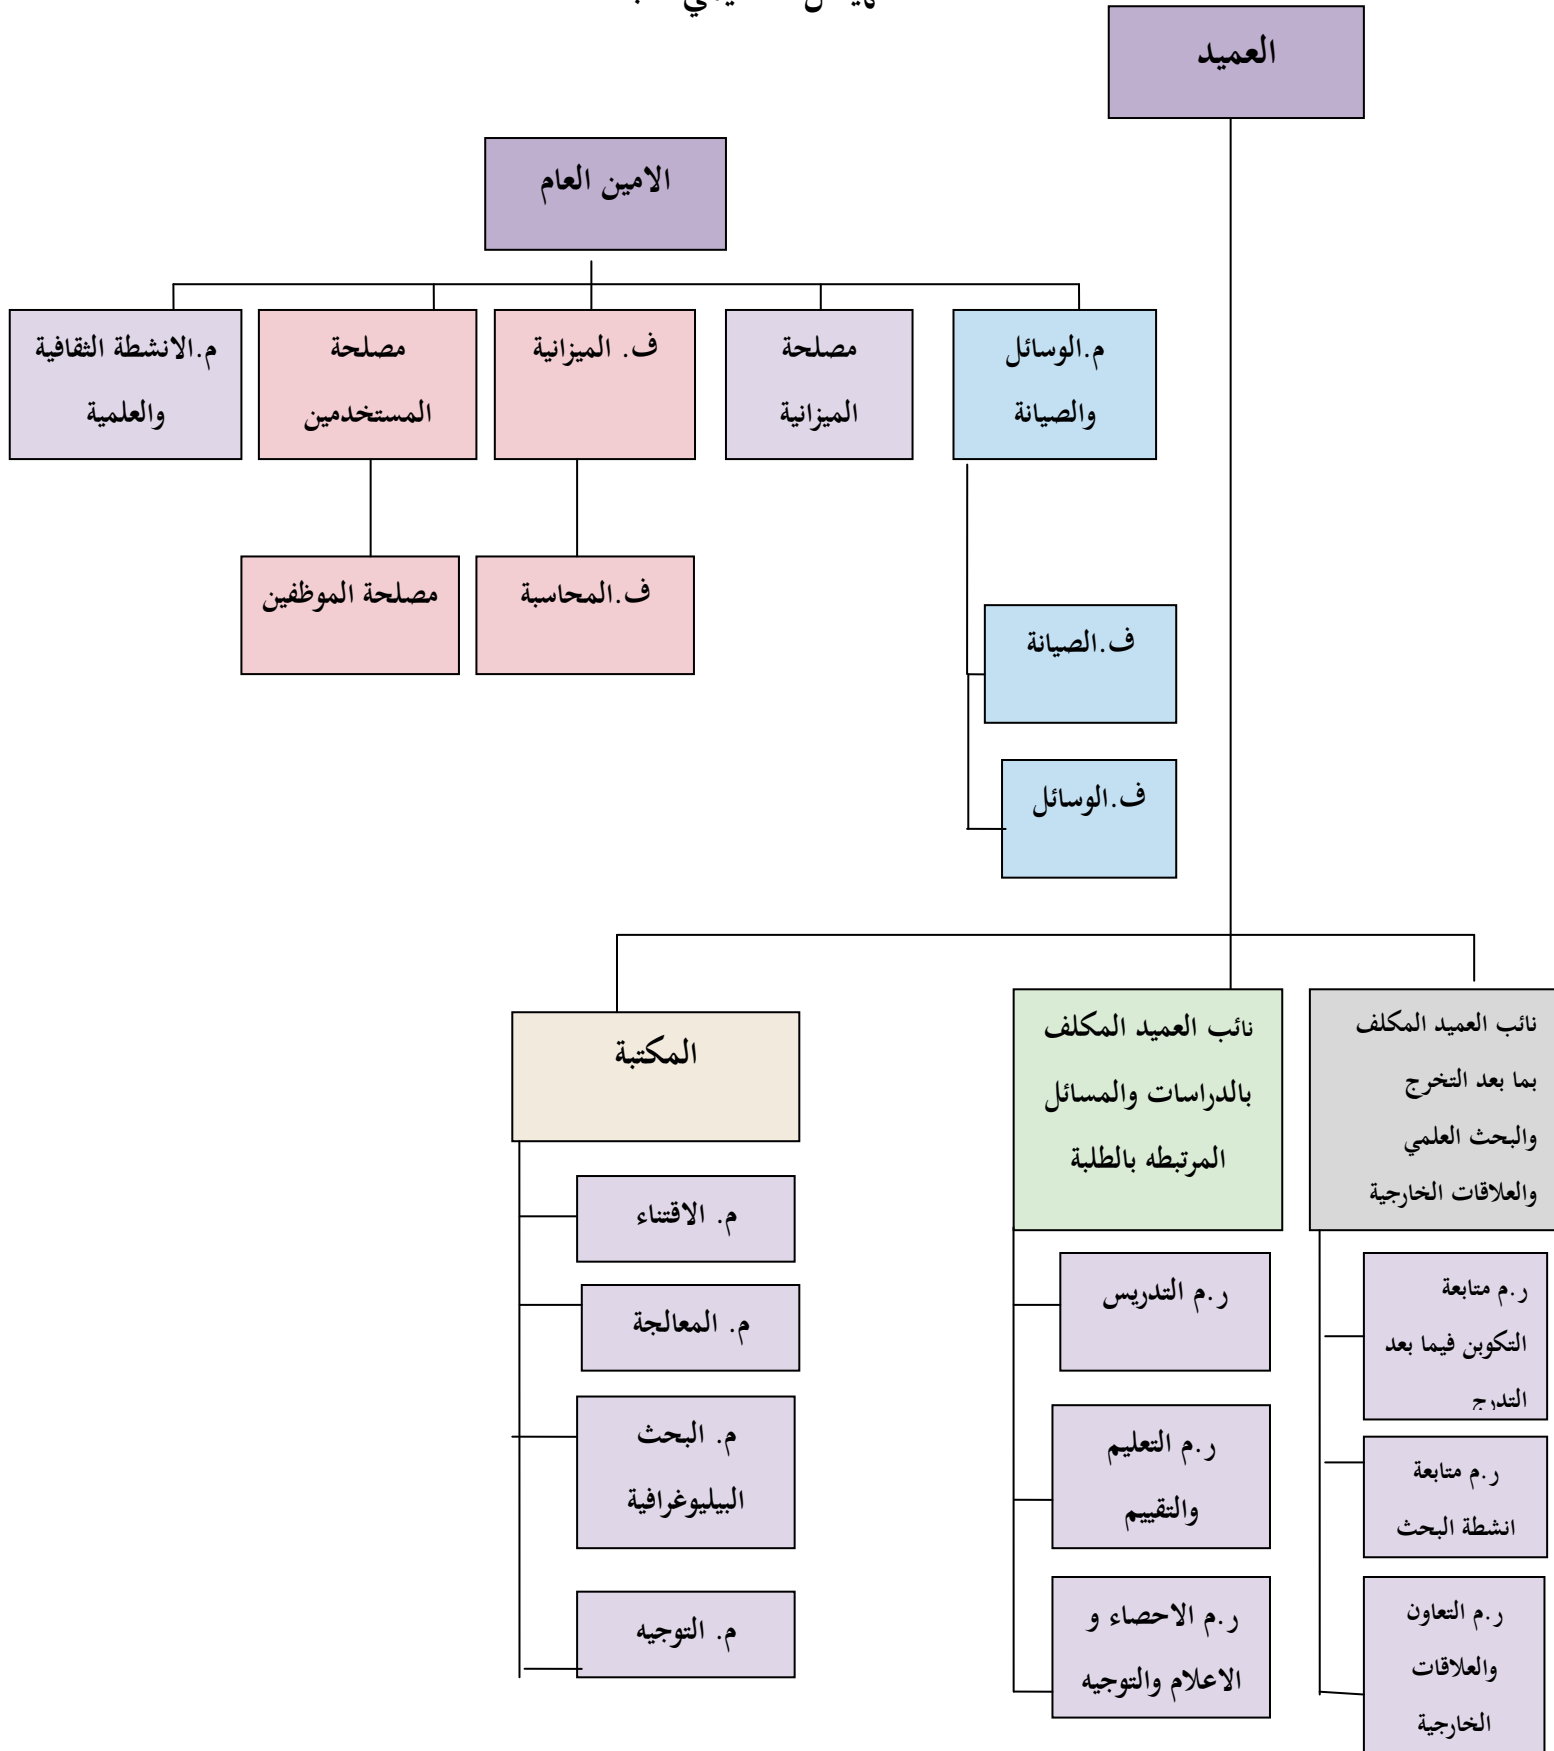 العميد
الامين العام
م.الوسائل
والصيانة
مصلحة
الميزانية
ف. الميزانية
مصلحة
المستخدمين
م.الانشطة الثقافية
والعلمية
ف.المحاسبة
مصلحة الموظفين
ف.الصيانة
ف.الوسائل
نائب العميد المكلف
بما بعد التخرج
والبحث العلمي
والعلاقات الخارجية
نائب العميد المكلف
بالدراسات والمسائل
المرتبطه بالطلبة
المكتبة
ر.م متابعة
التكوبن فيما بعد
التدرج
ر.م متابعة
انشطة البحث
ر.م التعاون
والعلاقات
الخارجية
ر.م التدريس
ر.م التعليم
والتقييم
ر.م الاحصاء و
الاعلام والتوجيه
م. الاقتناء
م. المعالجة
م. البحث
البيليوغرافية
م. التوجيه